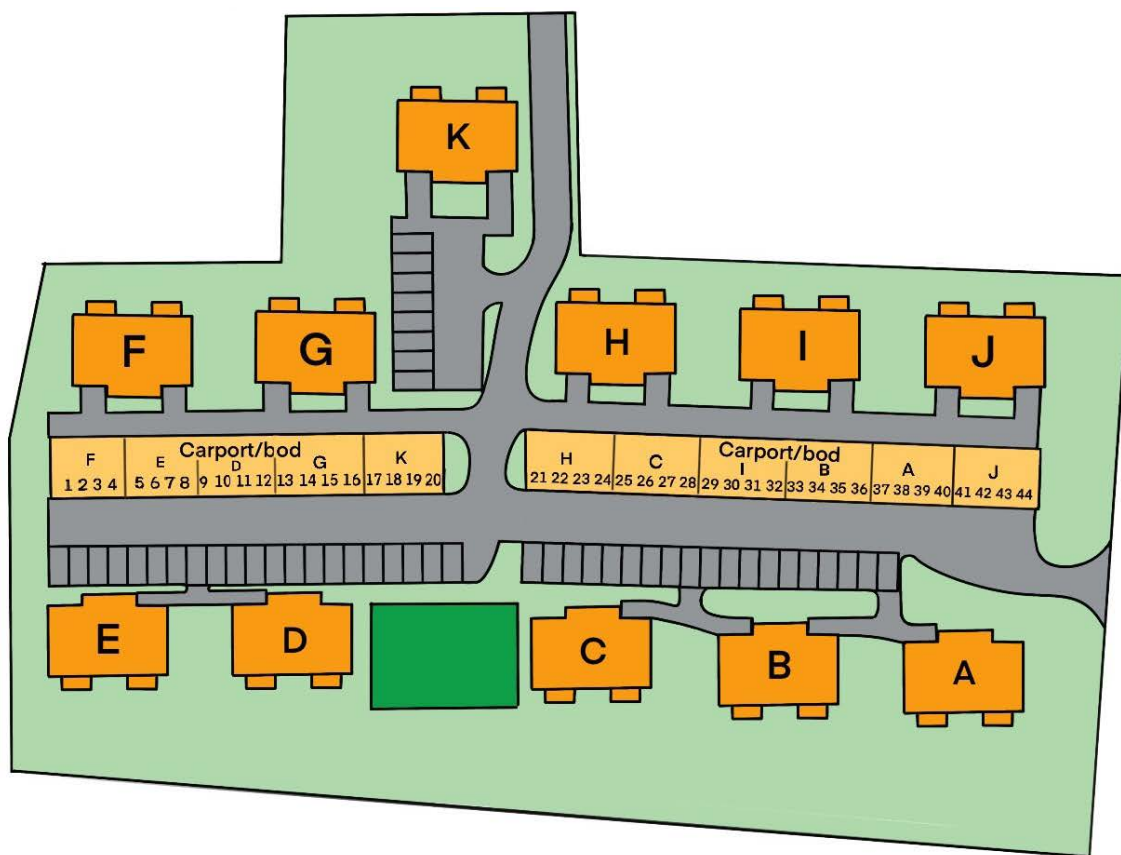 K
F
G
H
I
J
Carport/bod
F E D G K
1 2 3 4 5 6 7 8 9 10 11 12 13 14 15 16 17 18 19 20
Carport/bod
H C I B A J
21 22 23 24 25 26 27 28 29 30 31 32 33 34 35 36 37 38 39 40 41 42 43 44
E
D
C
B
A